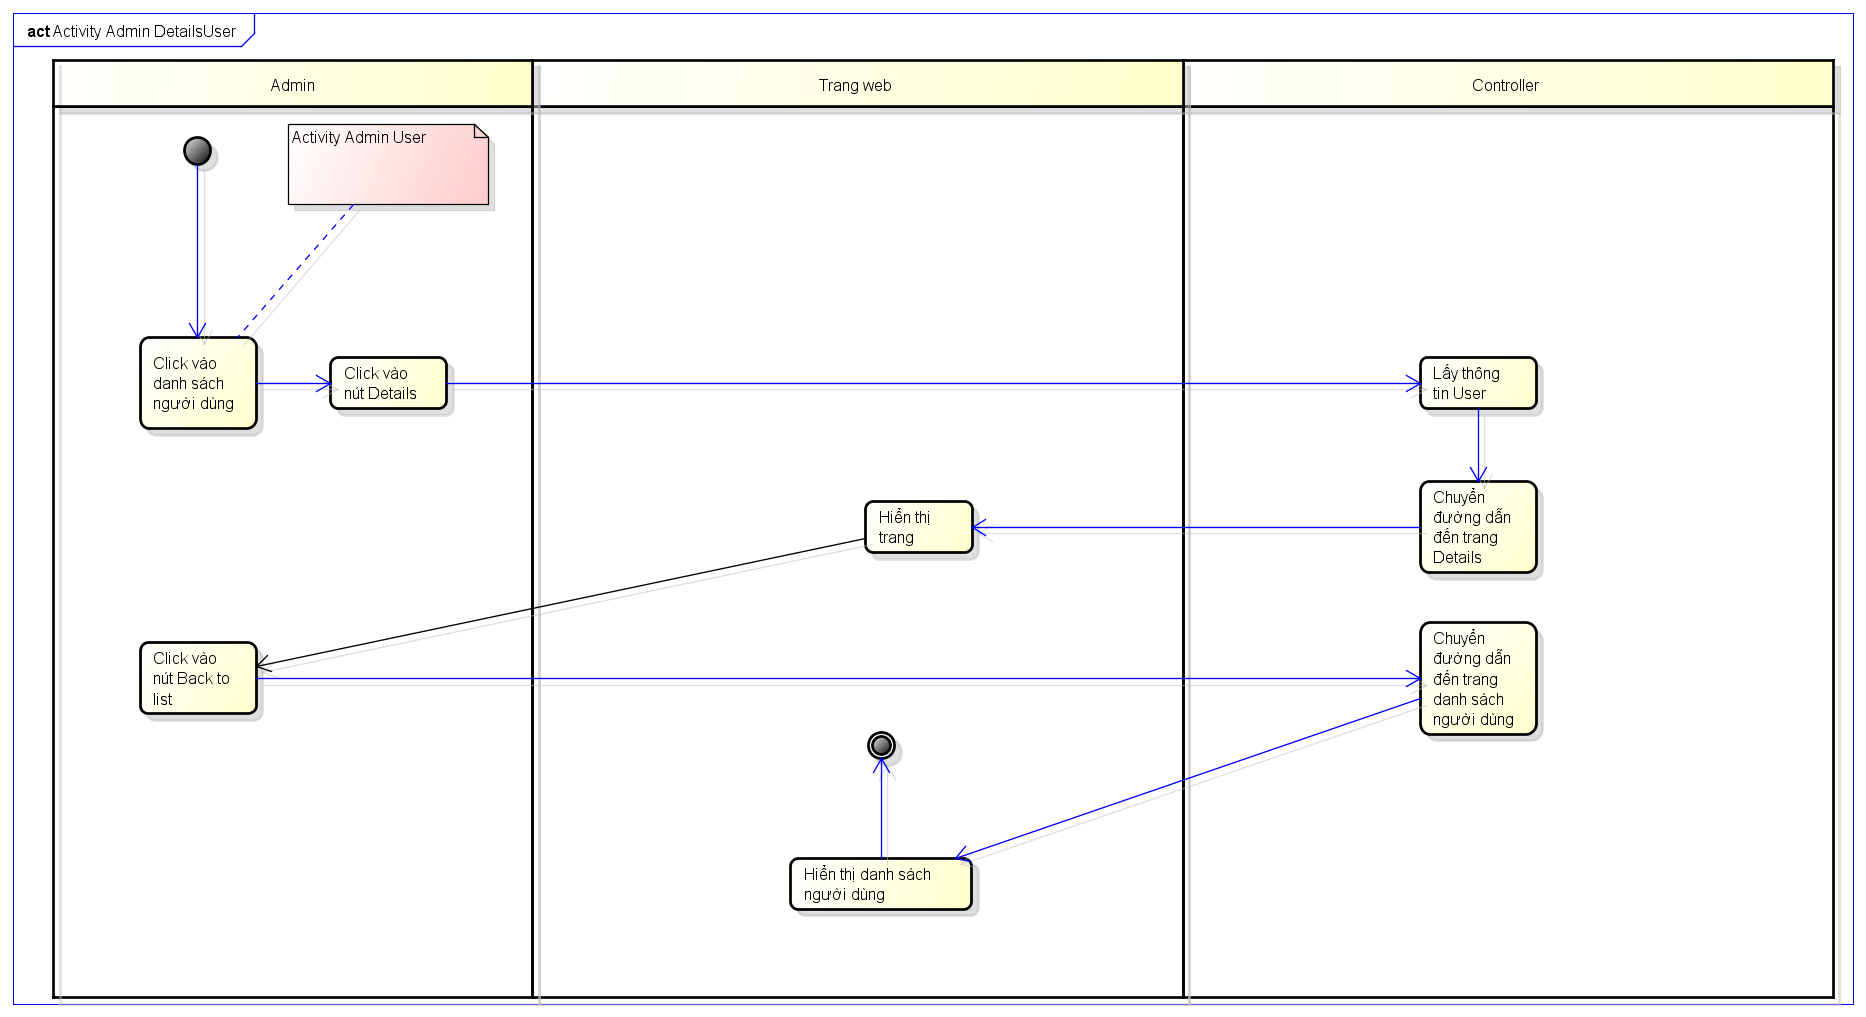 act Activity Admin DetailsUser
Admin
Trang web
Controller
Activity Admin User
Click vào
danh sách
người dùng
Click vào
nút Details
Lấy thông
tin User
Chuyển
đường dẫn
đến trang
Details
Hiển thị
trang
Click vào
nút Back to
list
Chuyển
đường dẫn
đến trang
danh sách
người dùng
Hiển thị danh sách
người dùng